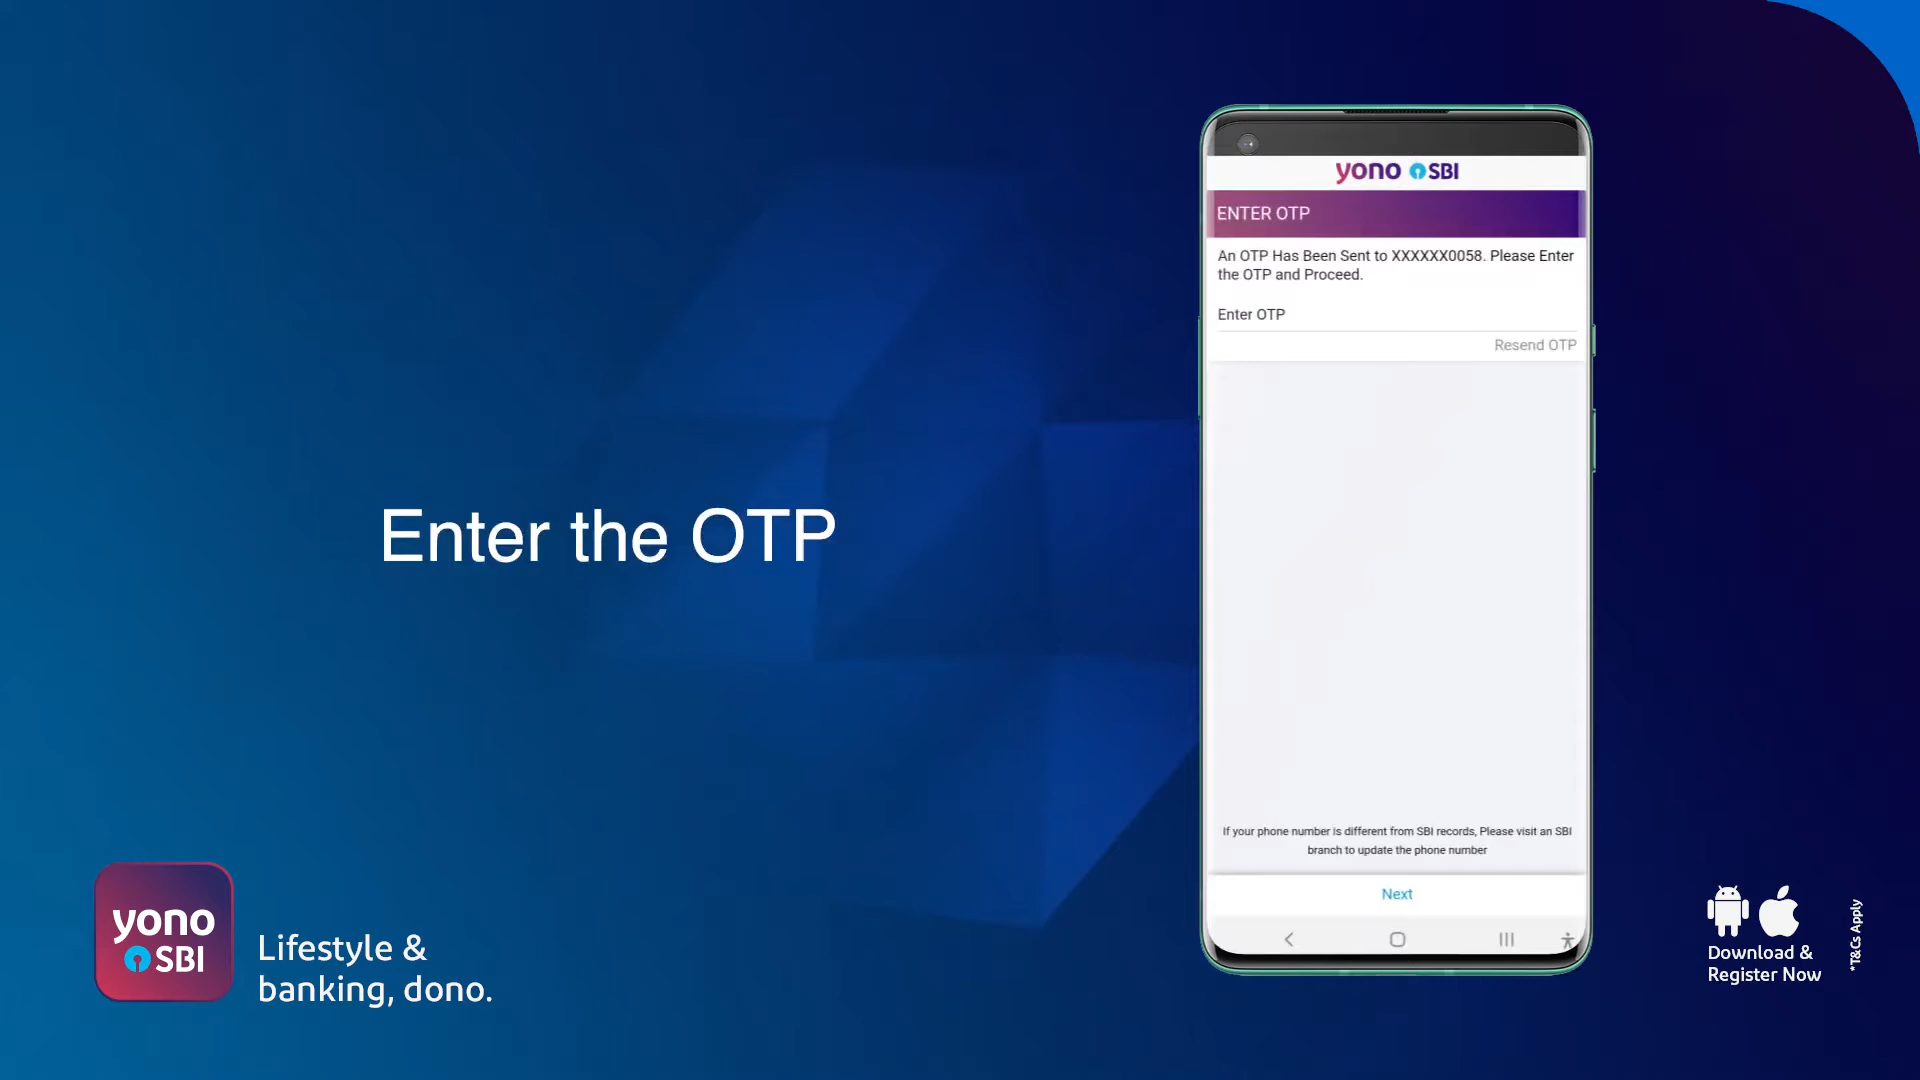 yono SBI
ENTER OTP
An OTP Has Been Sent to XXXXXX0058. Please Enter
the OTP and Proceed.
Enter OTP
Resend OTP
Enter the OTP
If your phone number is different from SBI records, Please visit an SBI
branch to update the phone number
Next
yono
SBI
Lifestyle &
banking, dono.
Download &
Register Now
*T&Cs Apply